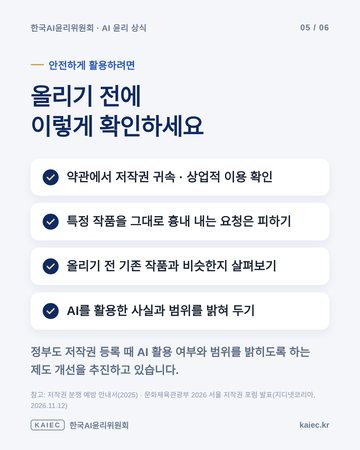 한국AI윤리위원회 · AI 윤리 상식
05 / 06
안전하게 활용하려면
올리기 전에
이렇게 확인하세요
약관에서 저작권 귀속 · 상업적 이용 확인
특정 작품을 그대로 흉내 내는 요청은 피하기
올리기 전 기존 작품과 비슷한지 살펴보기
AI를 활용한 사실과 범위를 밝혀 두기
정부도 저작권 등록 때 AI 활용 여부와 범위를 밝히도록 하는
제도 개선을 추진하고 있습니다.
참고: 저작권 분쟁 예방 안내서(2025) · 문화체육관광부 2026 서울 저작권 포럼 발표(지디넷코리아,
2026.11.12)
KAIEC 한국AI윤리위원회
kaiec.kr